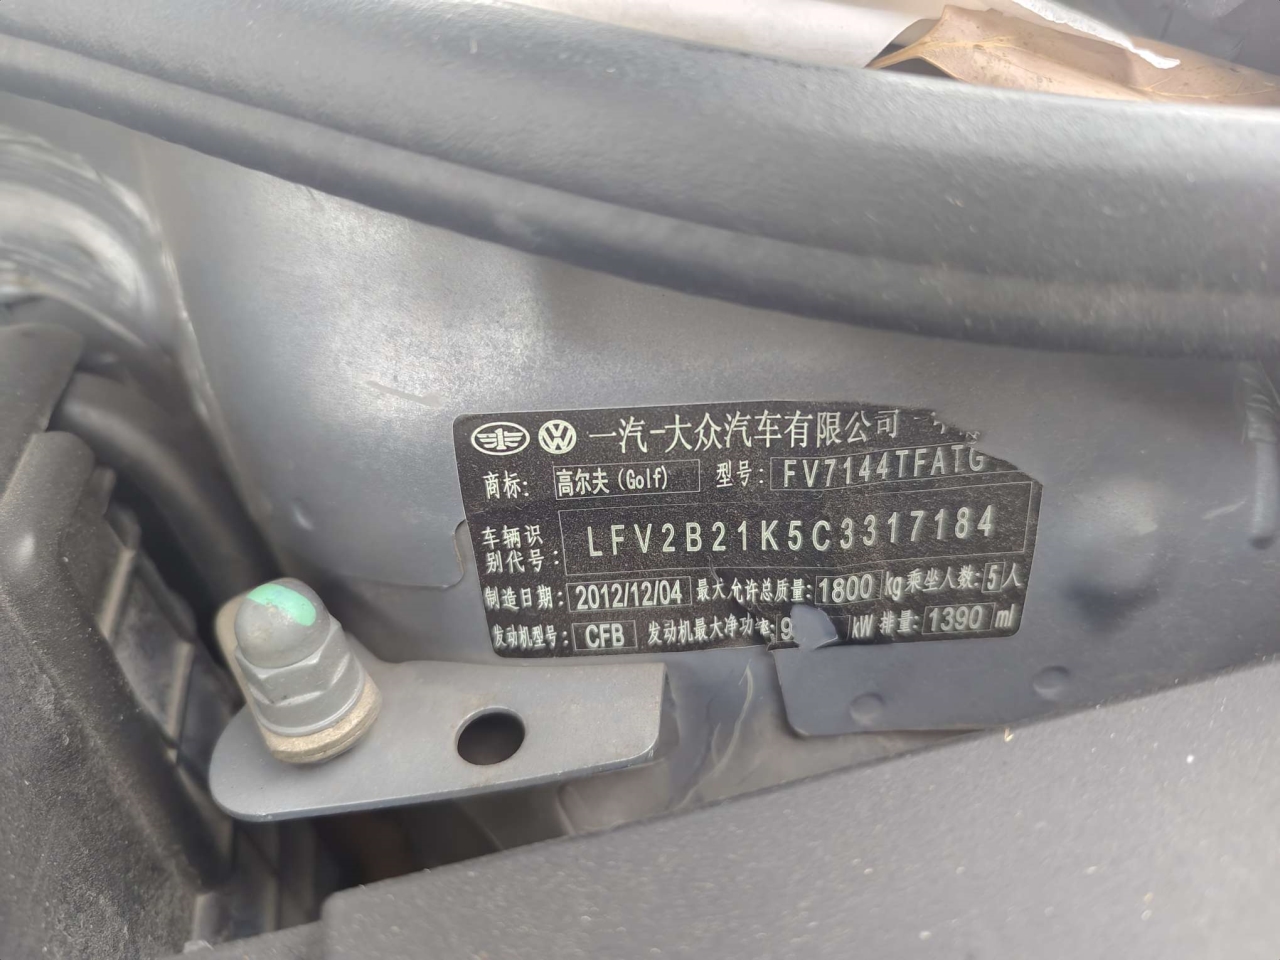 一汽-大众汽车有限公司
商标: 高尔夫(Golf) 型号: FV7144TFATG
车辆识别代号: LFV2B21K5C3317184
制造日期: 2012/12/04 最大允许总质量: 1800 kg 乘坐人数: 5 人
发动机型号: CFB 发动机最大净功率: 9 kW 排量: 1390 ml